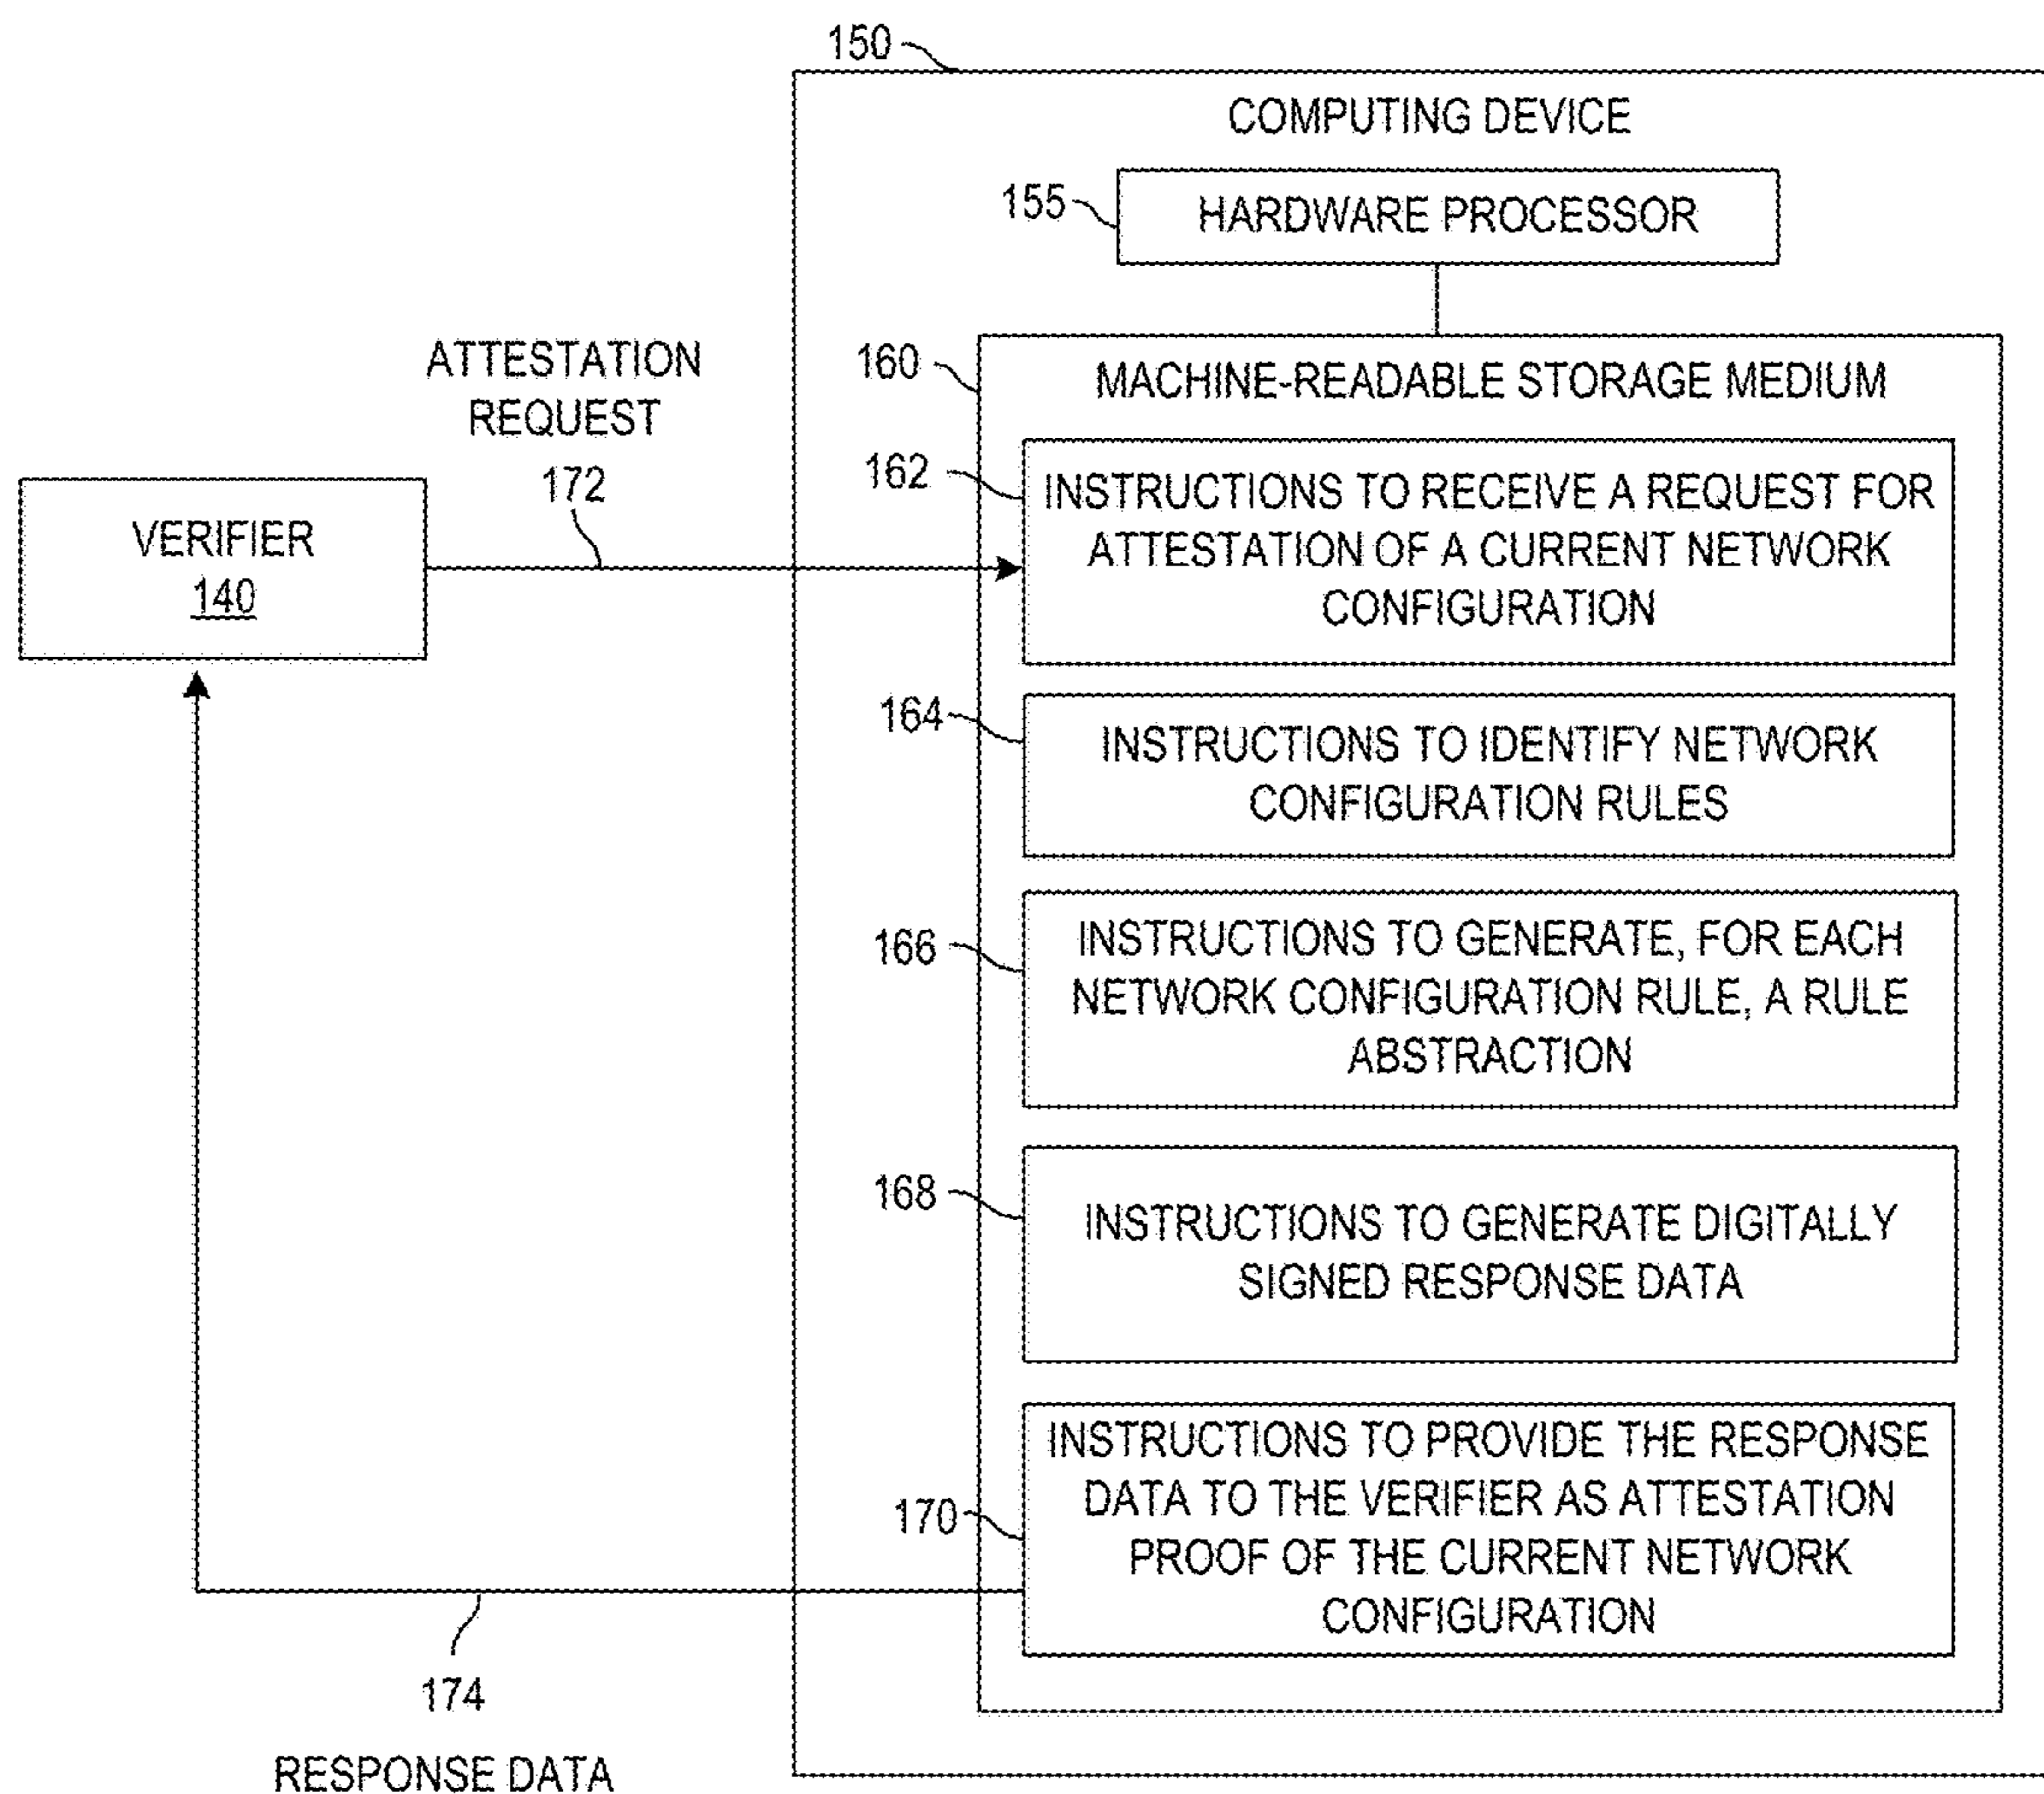 150
COMPUTING DEVICE
155
HARDWARE PROCESSOR
ATTESTATION
REQUEST
172
VERIFIER
140
160
MACHINE-READABLE STORAGE MEDIUM
162
INSTRUCTIONS TO RECEIVE A REQUEST FOR
ATTESTATION OF A CURRENT NETWORK
CONFIGURATION
164
INSTRUCTIONS TO IDENTIFY NETWORK
CONFIGURATION RULES
166
INSTRUCTIONS TO GENERATE, FOR EACH
NETWORK CONFIGURATION RULE, A RULE
ABSTRACTION
168
INSTRUCTIONS TO GENERATE DIGITALLY
SIGNED RESPONSE DATA
170
INSTRUCTIONS TO PROVIDE THE RESPONSE
DATA TO THE VERIFIER AS ATTESTATION
PROOF OF THE CURRENT NETWORK
CONFIGURATION
174
RESPONSE DATA